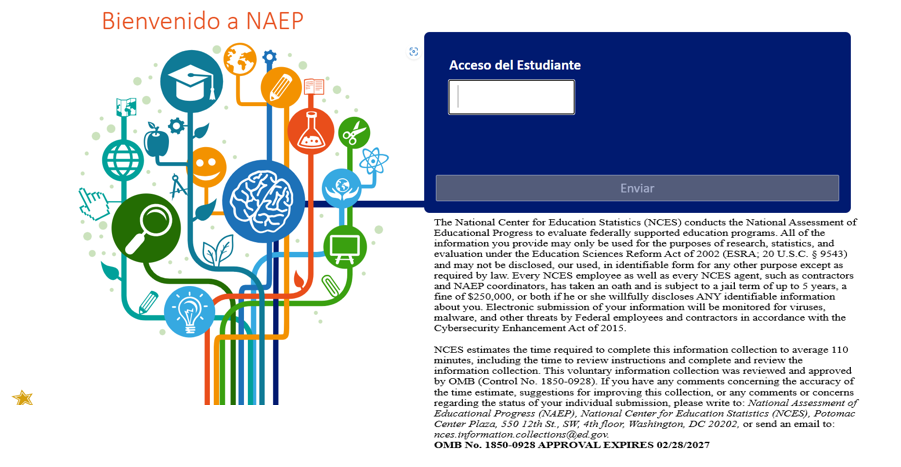 Bienvenido a NAEP
Acceso del Estudiante
Enviar
The National Center for Education Statistics (NCES) conducts the National Assessment of
Educational Progress to evaluate federally supported education programs. All of the
information you provide may only be used for the purposes of research, statistics, and
evaluation under the Education Sciences Reform Act of 2002 (ESRA; 20 U.S.C. § 9543)
and may not be disclosed, our used, in identifiable form for any other purpose except as
required by law. Every NCES employee as well as every NCES agent, such as contractors
and NAEP coordinators, has taken an oath and is subject to a jail term of up to 5 years, a
fine of $250,000, or both if he or she willfully discloses ANY identifiable information
about you. Electronic submission of your information will be monitored for viruses,
malware, and other threats by Federal employees and contractors in accordance with the
Cybersecurity Enhancement Act of 2015.
NCES estimates the time required to complete this information collection to average 110
minutes, including the time to review instructions and complete and review the
information collection. This voluntary information collection was reviewed and approved
by OMB (Control No. 1850-0928). If you have any comments concerning the accuracy of
the time estimate, suggestions for improving this collection, or any comments or concerns
regarding the status of your individual submission, please write to: National Assessment of
Educational Progress (NAEP), National Center for Education Statistics (NCES), Potomac
Center Plaza, 550 12th St., SW, 4th floor, Washington, DC 20202, or send an email to:
nces.information.collections@ed.gov.
OMB No. 1850-0928 APPROVAL EXPIRES 02/28/2027